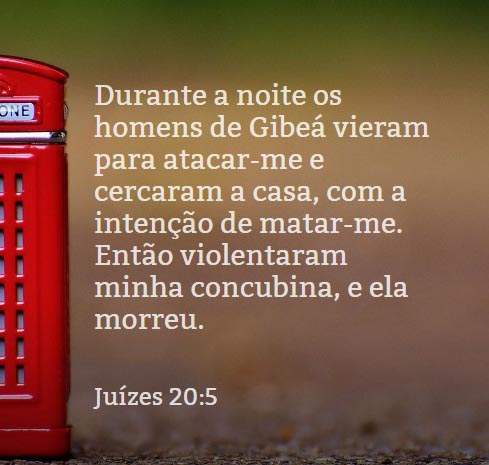 ONE
Durante a noite os
homens de Gibeá vieram
para atacar-me e
cercaram a casa, com a
intenção de matar-me.
Então violentaram
minha concubina, e ela
morreu.
Juízes 20:5